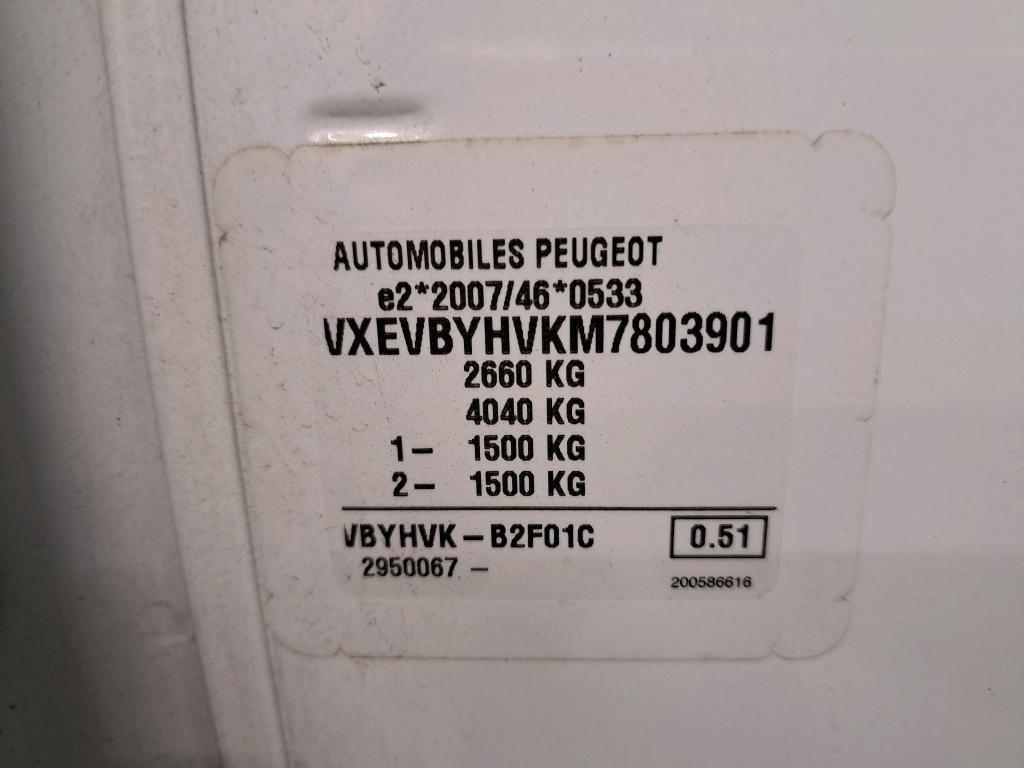 AUTOMOBILES PEUGEOT
e2*2007/46*0533
VXEVBYHVKM7803901
2660 KG
4040 KG
1- 1500 KG
2- 1500 KG
VBYHVK-B2F01C 0.51
2950067 -
200586616